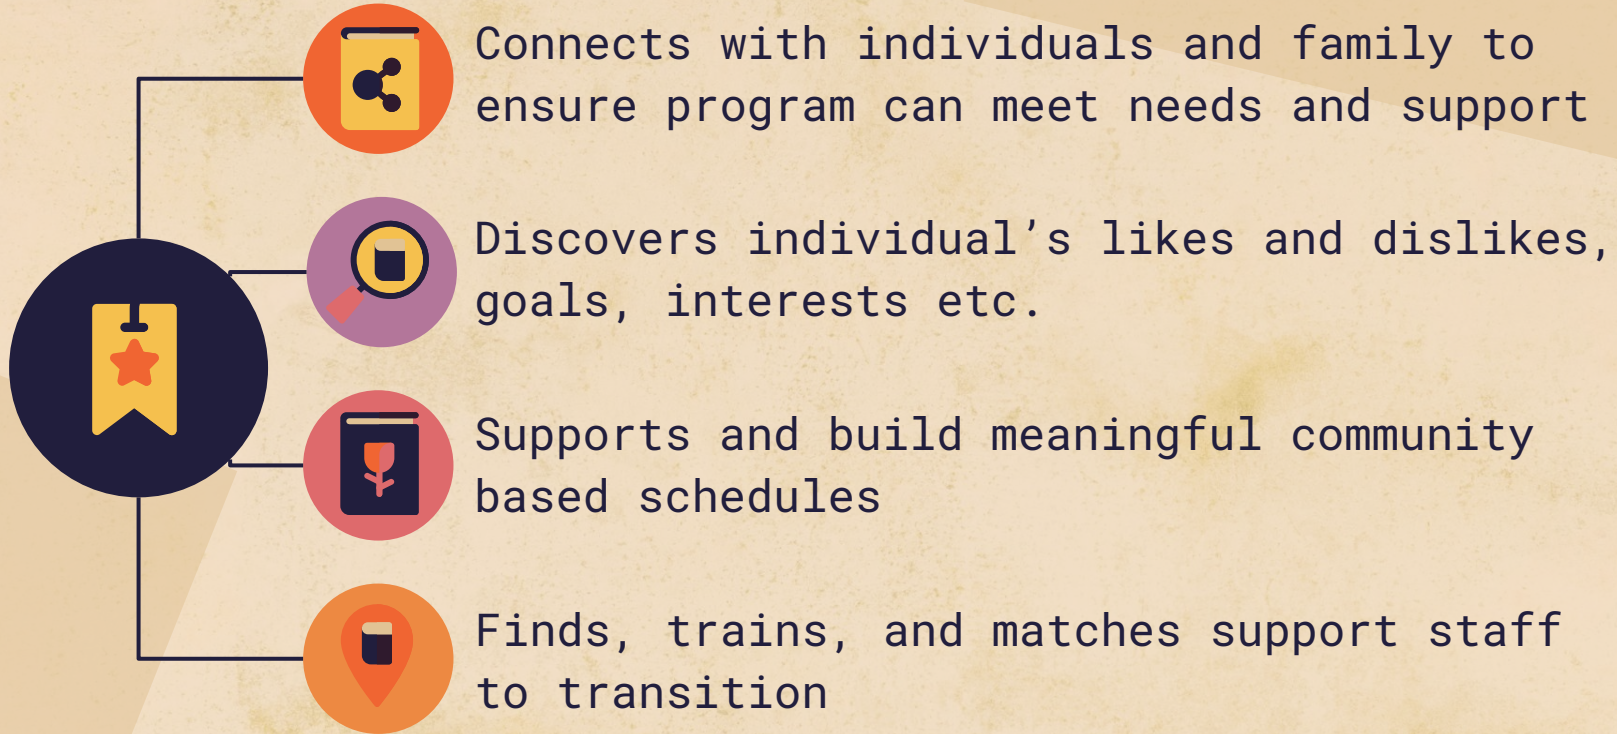 Connects with individuals and family to
ensure program can meet needs and support
Discovers individual’s likes and dislikes,
goals, interests etc.
Supports and build meaningful community
based schedules
Finds, trains, and matches support staff
to transition